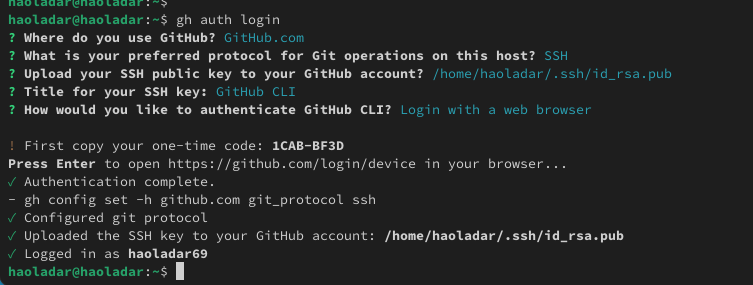 haoladar@haoladar:~$
haoladar@haoladar:~$ gh auth login
? Where do you use GitHub? GitHub.com
? What is your preferred protocol for Git operations on this host? SSH
? Upload your SSH public key to your GitHub account? /home/haoladar/.ssh/id_rsa.pub
? Title for your SSH key: GitHub CLI
? How would you like to authenticate GitHub CLI? Login with a web browser
! First copy your one-time code: 1CAB-BF3D
Press Enter to open https://github.com/login/device in your browser...
✓ Authentication complete.
- gh config set -h github.com git_protocol ssh
✓ Configured git protocol
✓ Uploaded the SSH key to your GitHub account: /home/haoladar/.ssh/id_rsa.pub
✓ Logged in as haoladar69
haoladar@haoladar:~$